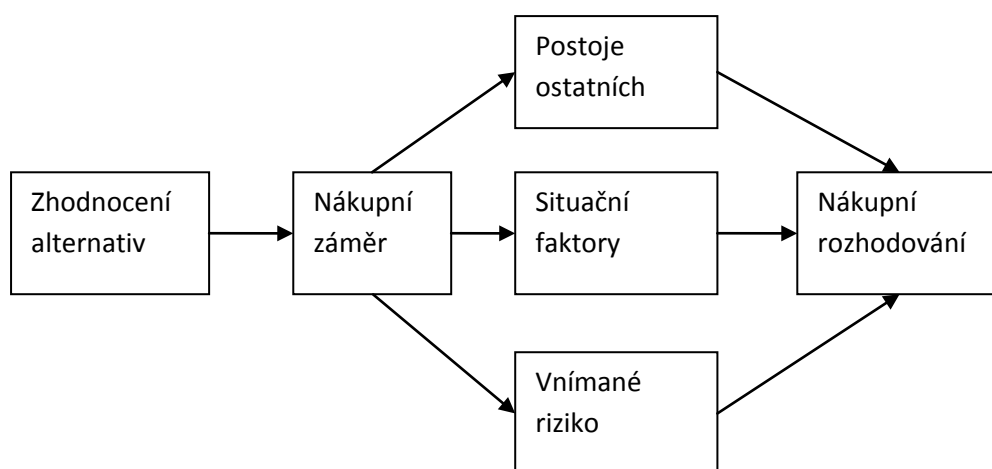 Postoje
ostatních
Zhodnocení
alternativ
Nákupní
záměr
Situační
faktory
Nákupní
rozhodování
Vnímané
riziko